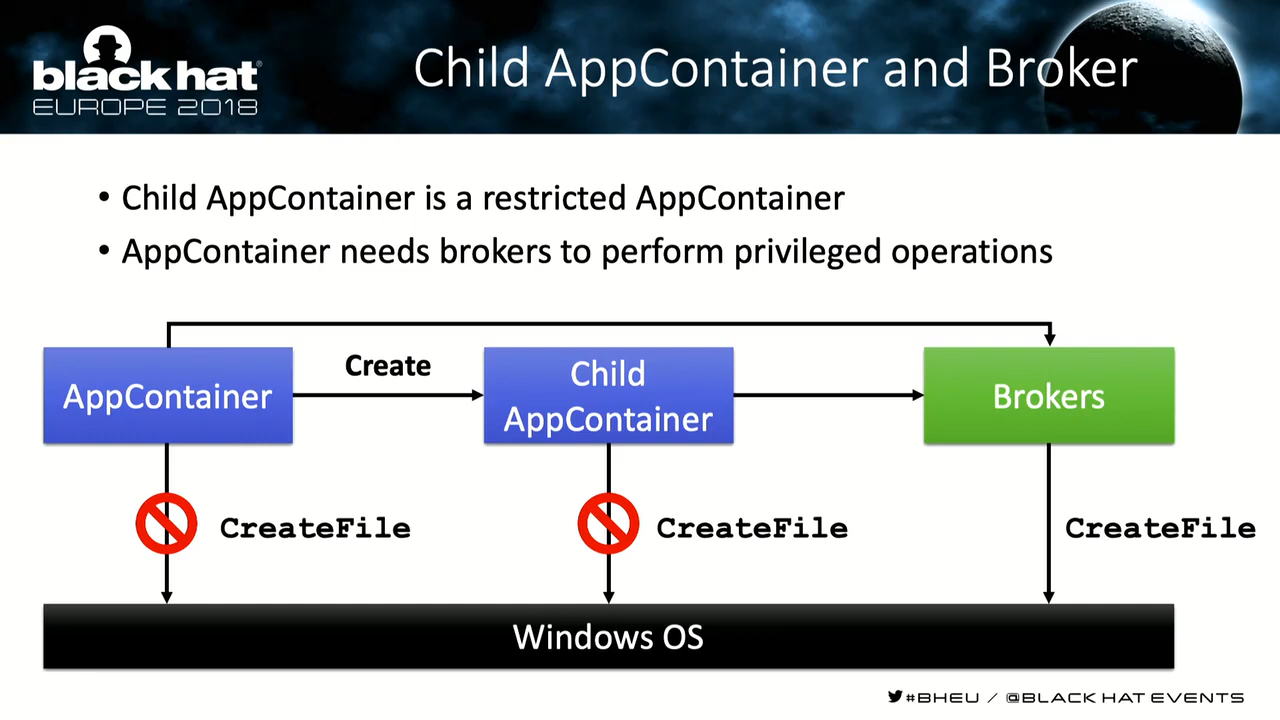 black hat®
EUROPE 2018
Child AppContainer and Broker
• Child AppContainer is a restricted AppContainer
• AppContainer needs brokers to perform privileged operations
AppContainer
Create
Child
AppContainer
Brokers
CreateFile
CreateFile
CreateFile
Windows OS
#BHEU / @BLACK HAT EVENTS